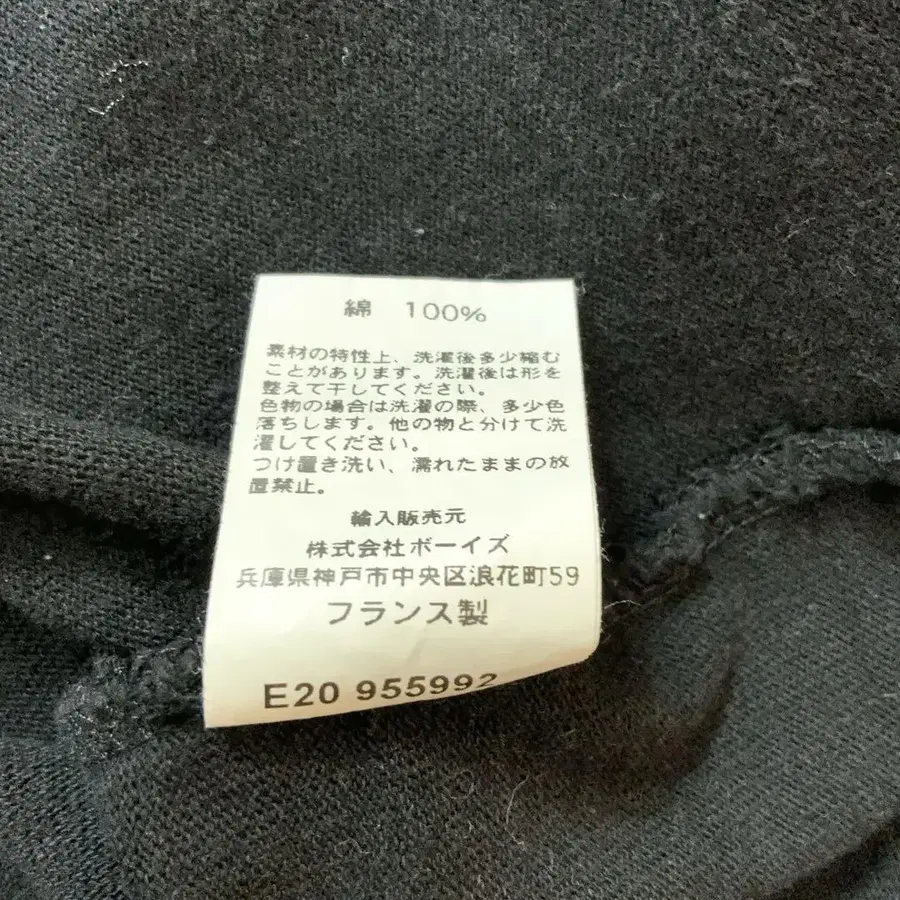 綿 100%
素材の特性上、洗濯後多少縮む
ことがあります。洗濯後は形を
整えて干してください。
色物の場合は洗濯の際、多少色
落ちします。他の物と分けて洗
濯してください。
つけ置き洗い、濡れたままの放
置禁止。
輸入販売元
株式会社ボーイズ
兵庫県神戸市中央区浪花町59
フランス製
E20 955992